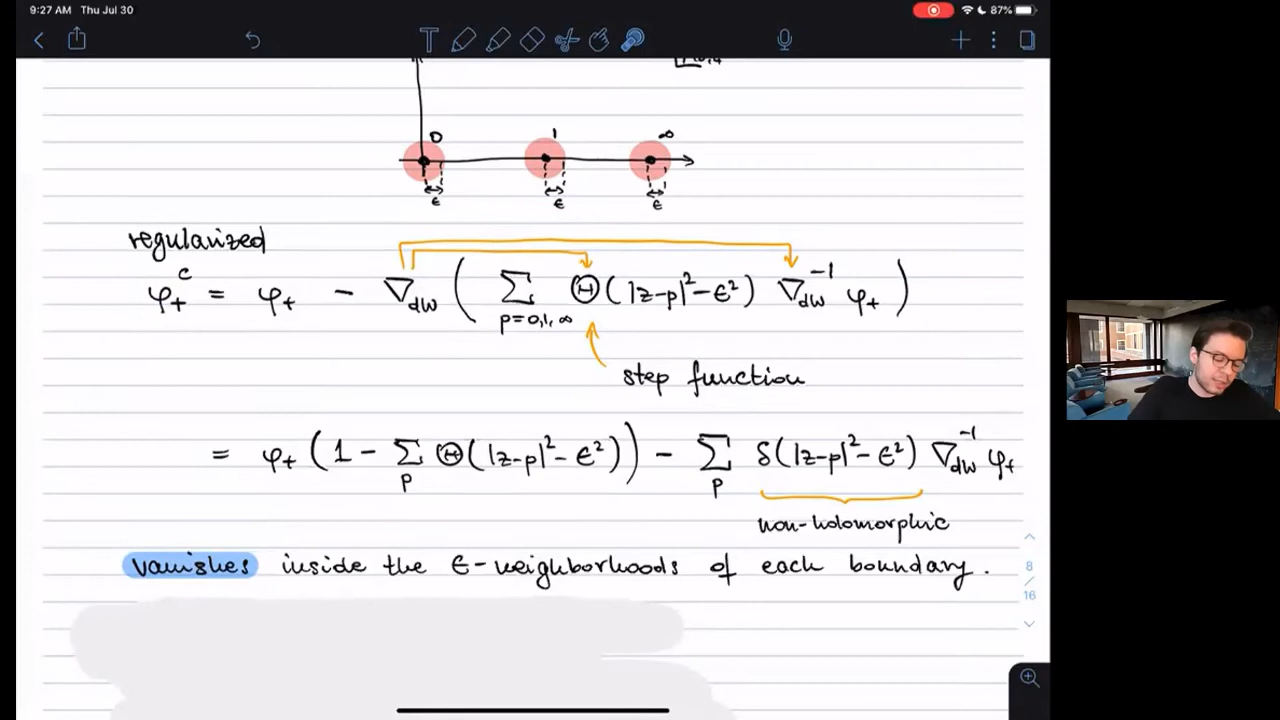 9:27 AM Thu Jul 30
87%
0 1 ∞
ε ε ε
regularized
φ₊ᶜ = φ₊ − ∇_dW ( Σ_{p=0,1,∞} Θ(|z-p|²-ε²) ∇_dW⁻¹ φ₊ )
step function
= φ₊ (1 − Σ_p Θ(|z-p|²-ε²)) − Σ_p δ(|z-p|²-ε²) ∇_dW⁻¹ φ₊
non-holomorphic
vanishes inside the ε-neighborhoods of each boundary.
8
/
16